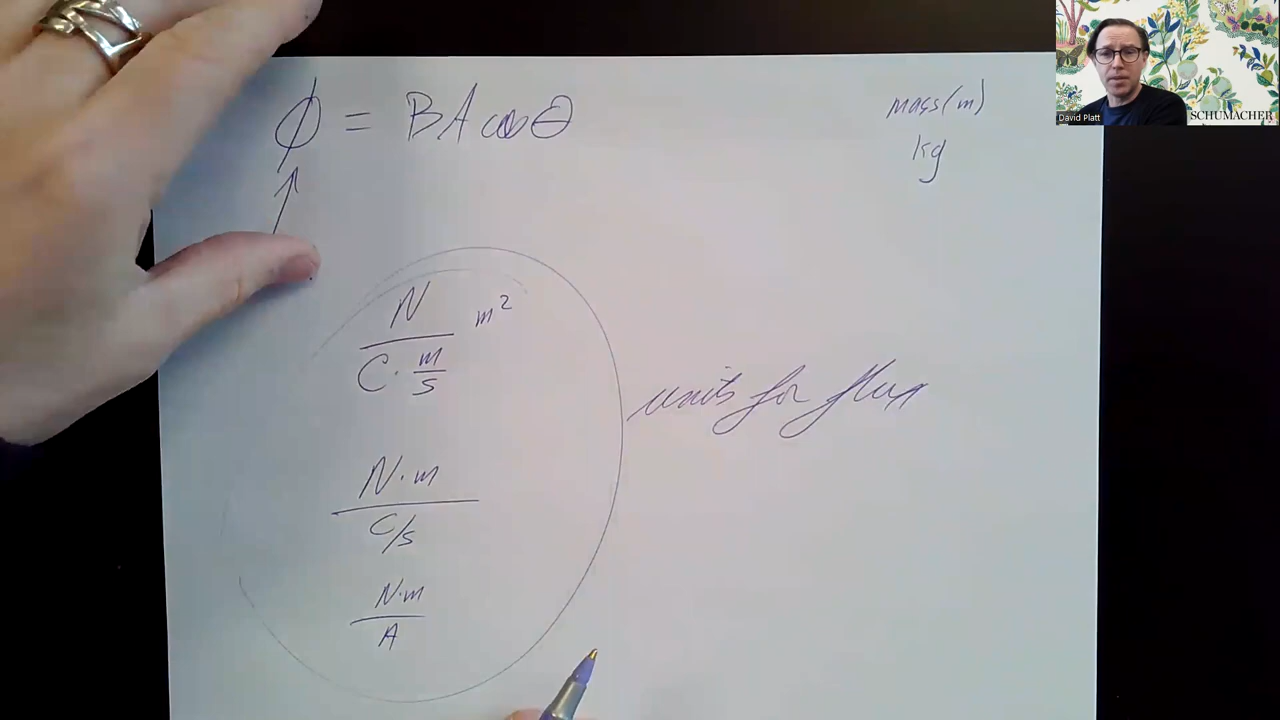 ϕ = BA cos θ
mass (m)
kg
N / (C · m/s) m²
units for flux
N·m / (C/s)
N·m / A
David Platt
SCHUMACHER